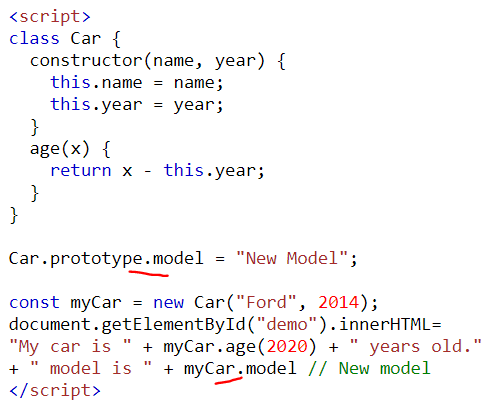 <script>
class Car {
constructor(name, year) {
this.name = name;
this.year = year;
}
age(x) {
return x - this.year;
}
}
Car.prototype.model = "New Model";
const myCar = new Car("Ford", 2014);
document.getElementById("demo").innerHTML=
"My car is " + myCar.age(2020) + " years old."
+ " model is " + myCar.model // New model
</script>